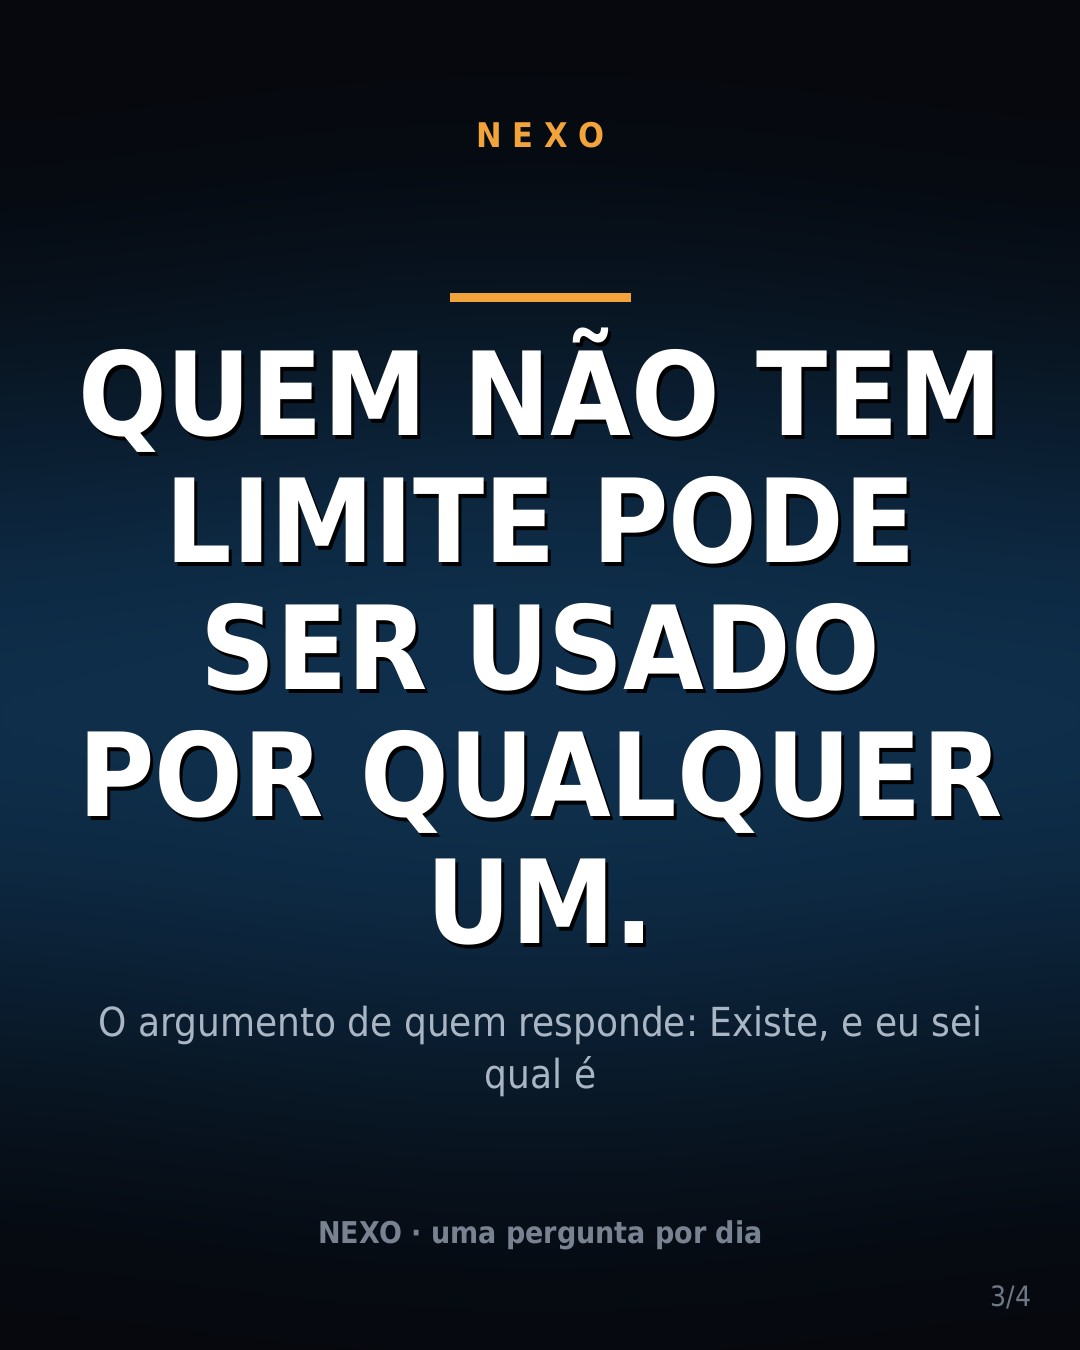 NEXO
QUEM NÃO TEM
LIMITE PODE
SER USADO
POR QUALQUER
UM.
O argumento de quem responde: Existe, e eu sei
qual é
NEXO · uma pergunta por dia
3/4